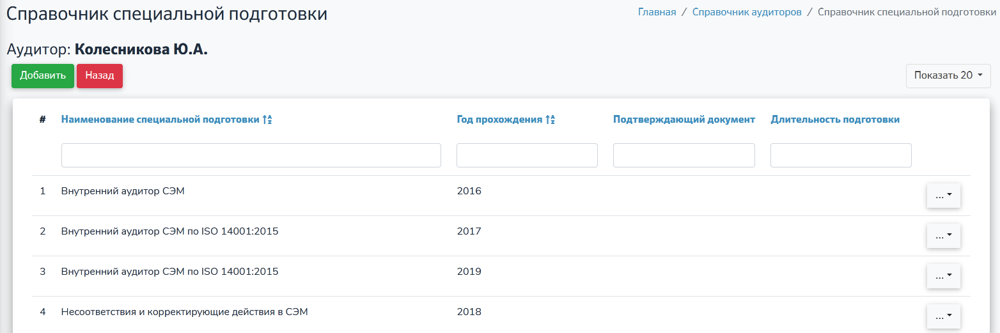 Справочник специальной подготовки
Главная / Справочник аудиторов / Справочник специальной подготовки
Аудитор: Колесникова Ю.А.
Добавить Назад Показать 20
# Наименование специальной подготовки Год прохождения Подтверждающий документ Длительность подготовки
1 Внутренний аудитор СЭМ 2016 ...
2 Внутренний аудитор СЭМ по ISO 14001:2015 2017 ...
3 Внутренний аудитор СЭМ по ISO 14001:2015 2019 ...
4 Несоответствия и корректирующие действия в СЭМ 2018 ...